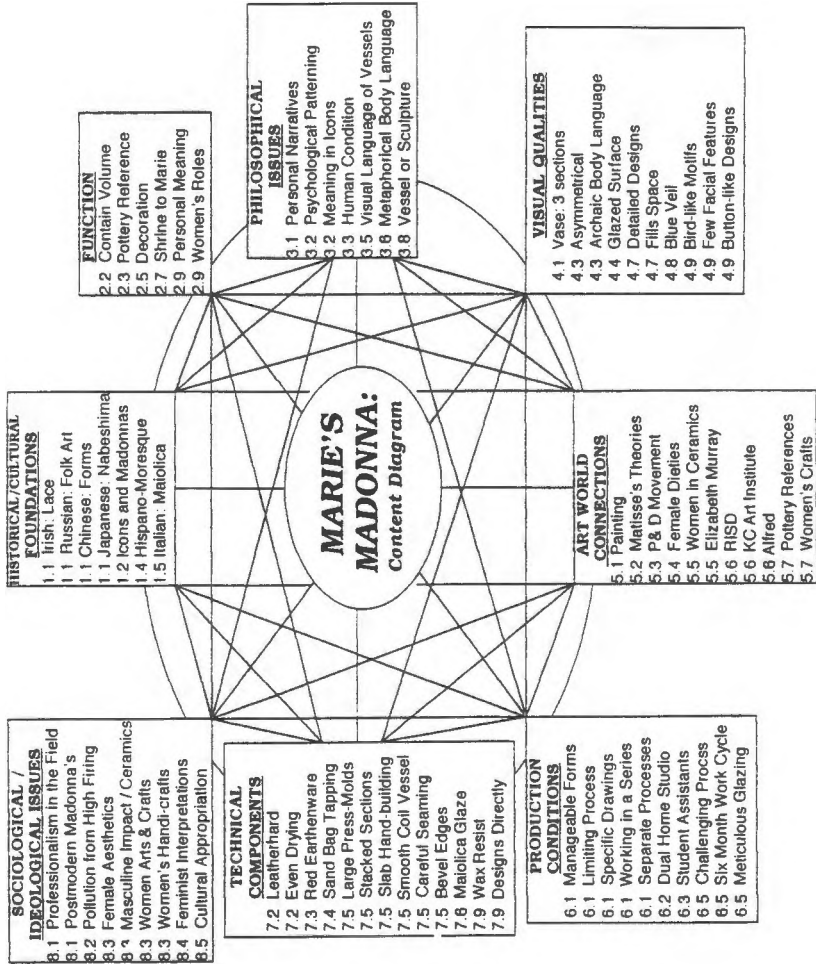 SOCIOLOGICAL /
IDEOLOGICAL ISSUES
8.1 Professionalism in the Field
8.1 Postmodern Madonna's
8.2 Pollution from High Firing
8.3 Female Aesthetics
8.3 Masculine Impact / Ceramics
8.3 Women Arts & Crafts
8.3 Women's Handi-crafts
8.4 Feminist Interpretations
8.5 Cultural Appropriation
HISTORICAL/CULTURAL
FOUNDATIONS
1.1 Irish: Lace
1.1 Russian: Folk Art
1.1 Chinese: Forms
1.1 Japanese: Nabeshima
1.2 Icons and Madonnas
1.4 Hispano-Moresque
1.5 Italian: Maiolica
FUNCTION
2.2 Contain Volume
2.3 Pottery Reference
2.5 Decoration
2.7 Shrine to Marie
2.9 Personal Meaning
2.9 Women's Roles
TECHNICAL
COMPONENTS
7.2 Leatherhard
7.2 Even Drying
7.3 Red Earthenware
7.4 Sand Bag Tapping
7.5 Large Press-Molds
7.5 Stacked Sections
7.5 Slab Hand-building
7.5 Smooth Coil Vessel
7.5 Careful Seaming
7.5 Bevel Edges
7.8 Maiolica Glaze
7.9 Wax Resist
7.9 Designs Directly
MARIE'S
MADONNA:
Content Diagram
PHILOSOPHICAL
ISSUES
3.1 Personal Narratives
3.2 Psychological Patterning
3.2 Meaning in Icons
3.3 Human Condition
3.5 Visual Language of Vessels
3.6 Metaphorical Body Language
3.8 Vessel or Sculpture
PRODUCTION
CONDITIONS
6.1 Manageable Forms
6.1 Limiting Process
6.1 Specific Drawings
6 1 Working in a Series
6.1 Separate Processes
6.2 Dual Home Studio
6.3 Student Assistants
6 5 Challenging Procss
6.5 Six Month Work Cycle
6.5 Meticulous Glazing
ART WORLD
CONNECTIONS
5.1 Painting
5.2 Matisse's Theories
5.3 P& D Movement
5.4 Female Dieties
5.5 Women in Ceramics
5.5 Elizabeth Murray
5.6 RISD
5.6 KC Art Institute
5.6 Alfred
5.7 Pottery References
5.7 Women's Crafts
VISUAL QUALITIES
4.1 Vase: 3 sections
4.3 Asymmetrical
4.3 Archaic Body Language
4.4 Glazed Surface
4.7 Detailed Designs
4.7 Fills Space
4.8 Blue Veil
4.9 Bird-like Motifs
4.9 Few Facial Features
4.9 Button-like Designs